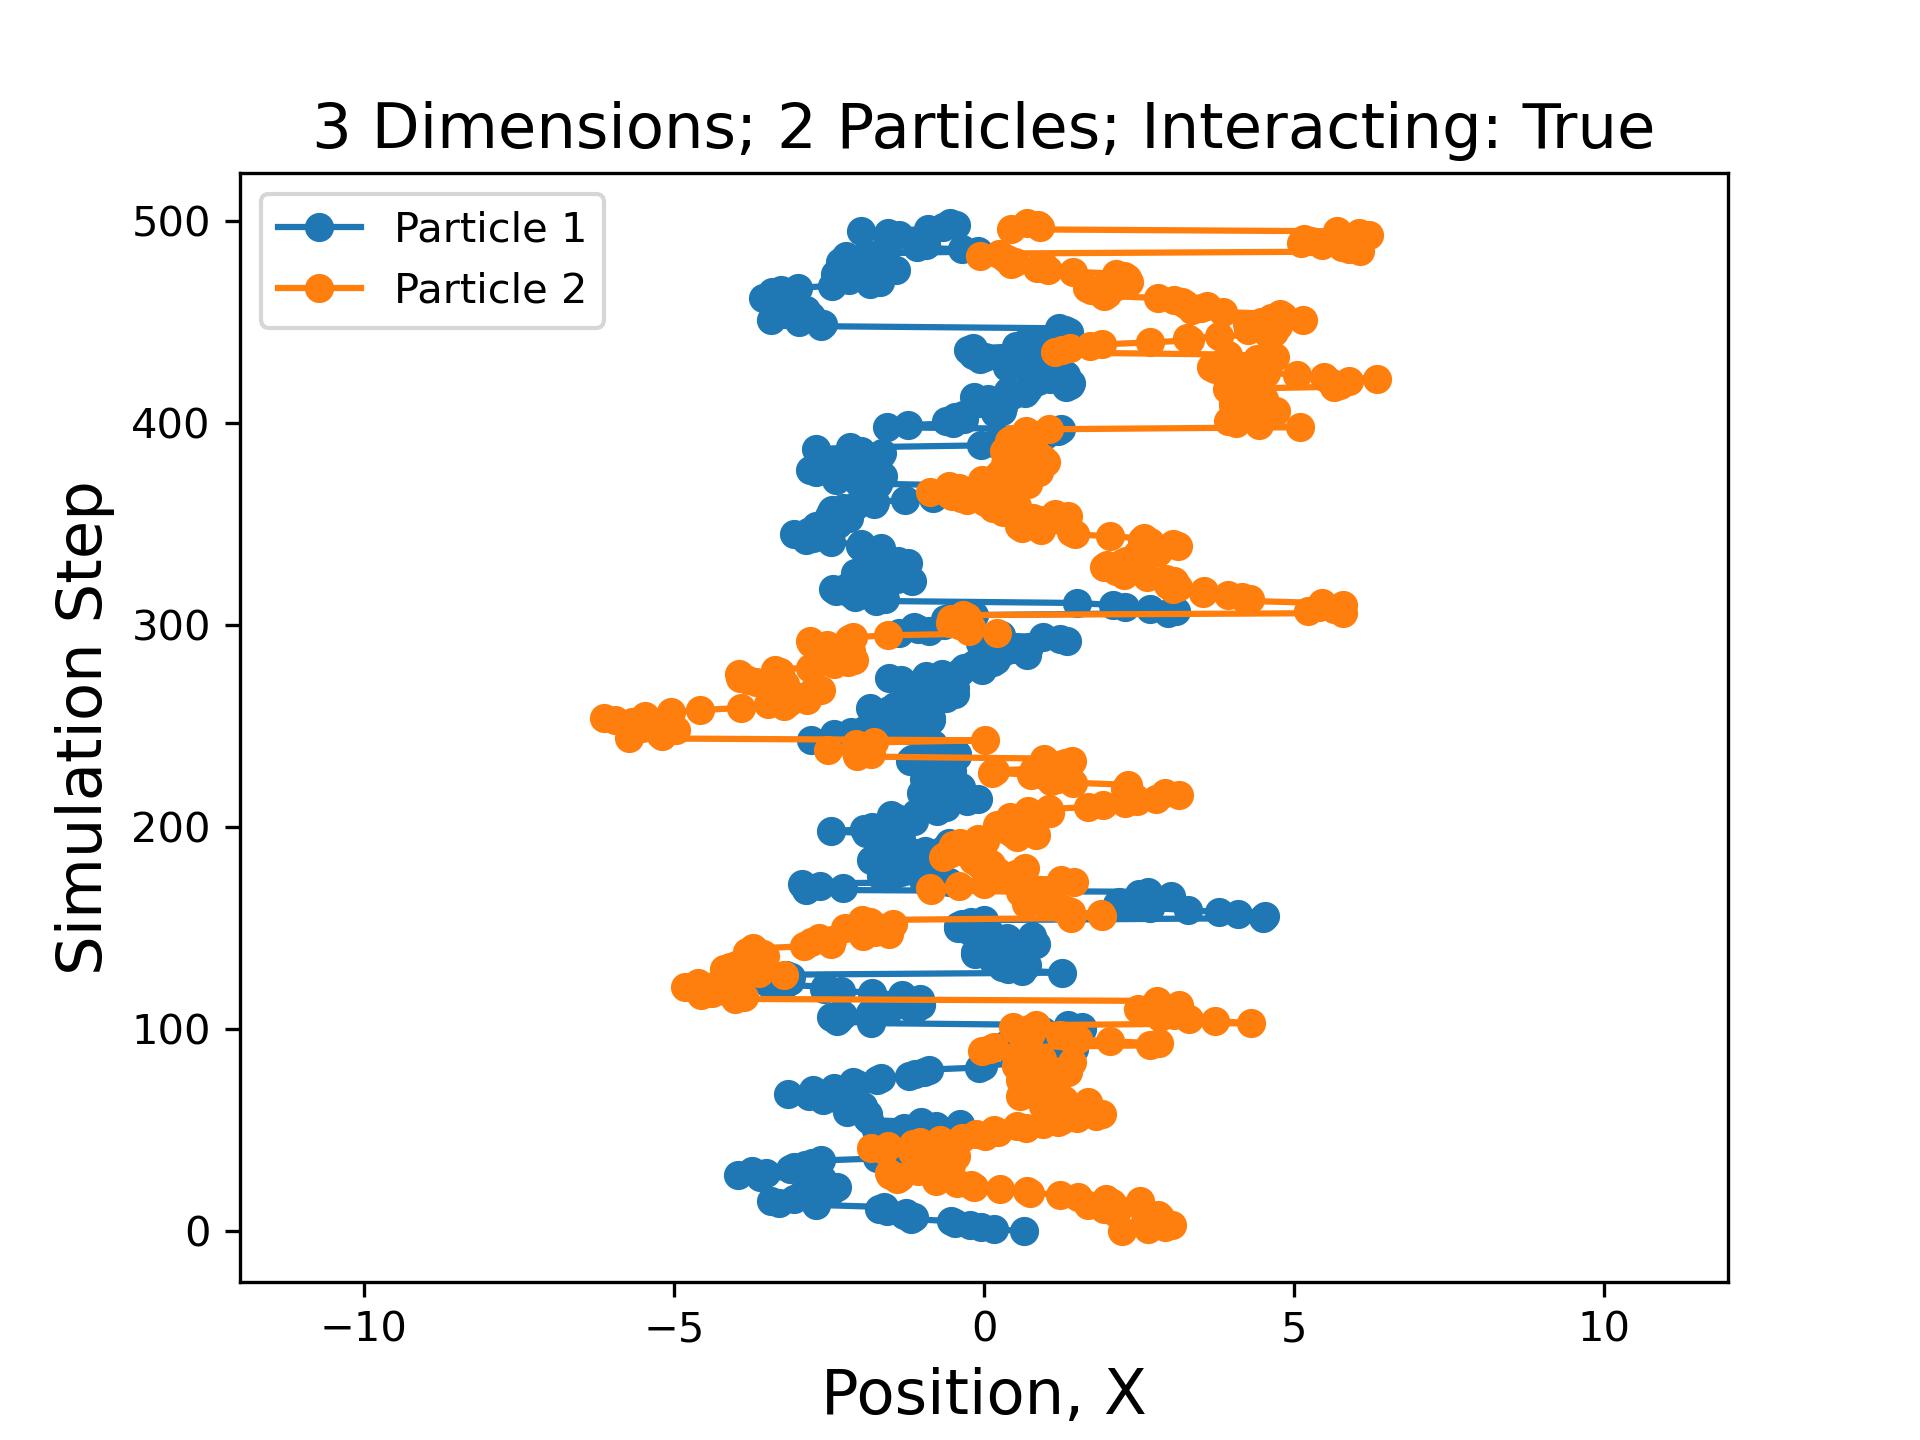 3 Dimensions; 2 Particles; Interacting: True
Particle 1
Particle 2
500
400
300
200
100
0
Simulation Step
−10
−5
0
5
10
Position, X